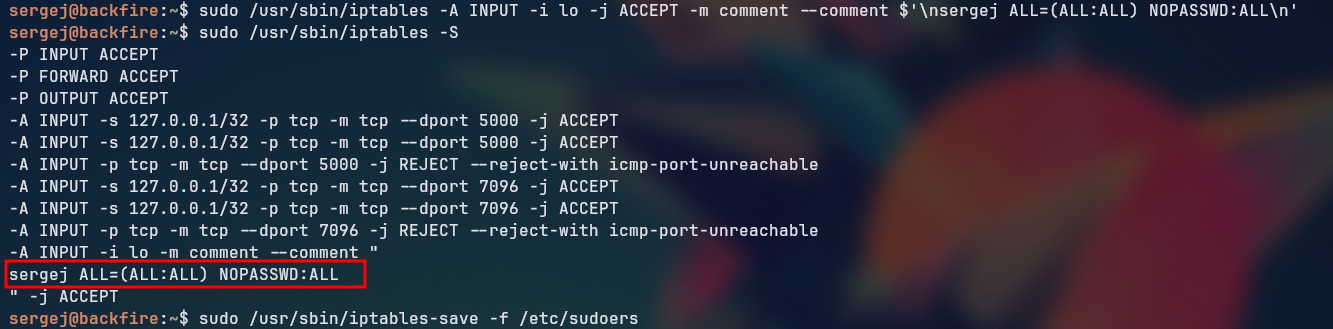 sergej@backfire:~$ sudo /usr/sbin/iptables -A INPUT -i lo -j ACCEPT -m comment --comment $'\nsergej ALL=(ALL:ALL) NOPASSWD:ALL\n'
sergej@backfire:~$ sudo /usr/sbin/iptables -S
-P INPUT ACCEPT
-P FORWARD ACCEPT
-P OUTPUT ACCEPT
-A INPUT -s 127.0.0.1/32 -p tcp -m tcp --dport 5000 -j ACCEPT
-A INPUT -s 127.0.0.1/32 -p tcp -m tcp --dport 5000 -j ACCEPT
-A INPUT -p tcp -m tcp --dport 5000 -j REJECT --reject-with icmp-port-unreachable
-A INPUT -s 127.0.0.1/32 -p tcp -m tcp --dport 7096 -j ACCEPT
-A INPUT -s 127.0.0.1/32 -p tcp -m tcp --dport 7096 -j ACCEPT
-A INPUT -p tcp -m tcp --dport 7096 -j REJECT --reject-with icmp-port-unreachable
-A INPUT -i lo -m comment --comment "
sergej ALL=(ALL:ALL) NOPASSWD:ALL
" -j ACCEPT
sergej@backfire:~$ sudo /usr/sbin/iptables-save -f /etc/sudoers